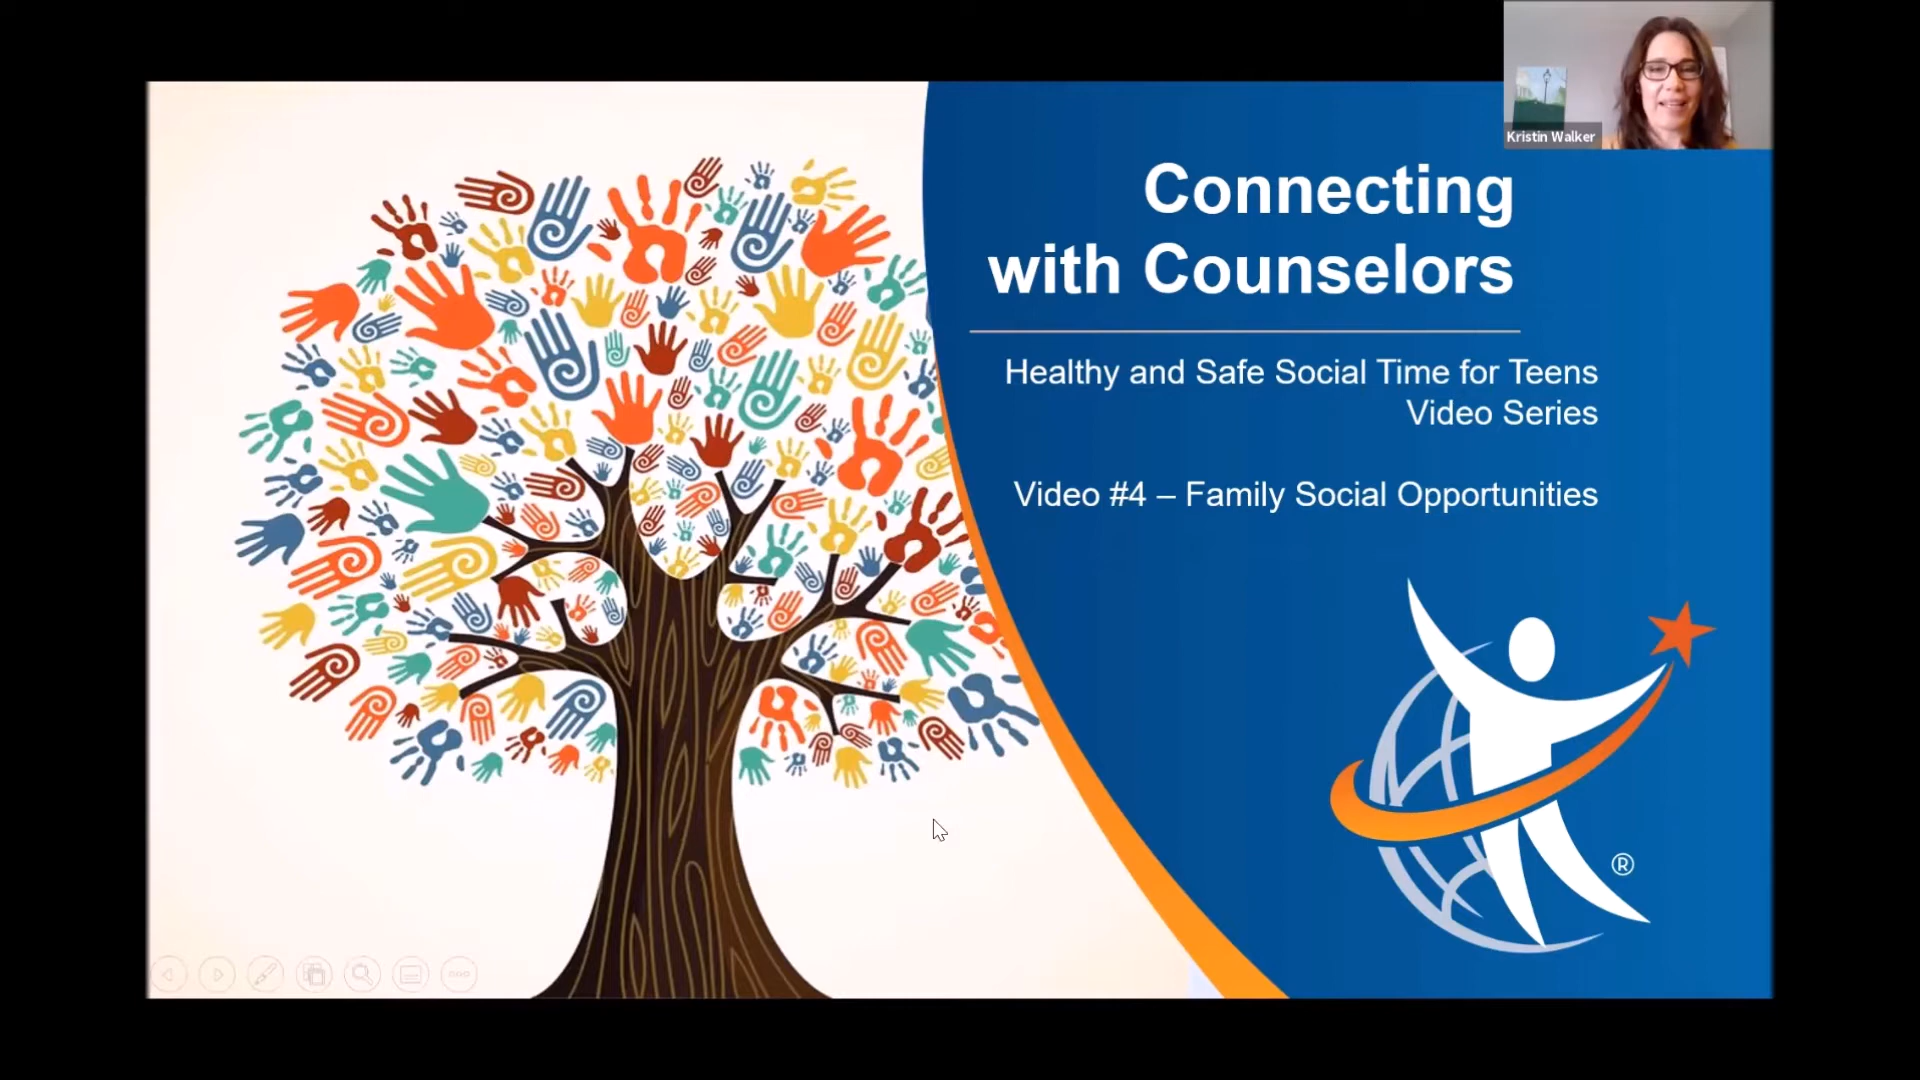 Kristin Walker
Connecting
with Counselors
Healthy and Safe Social Time for Teens
Video Series
Video #4 – Family Social Opportunities
®